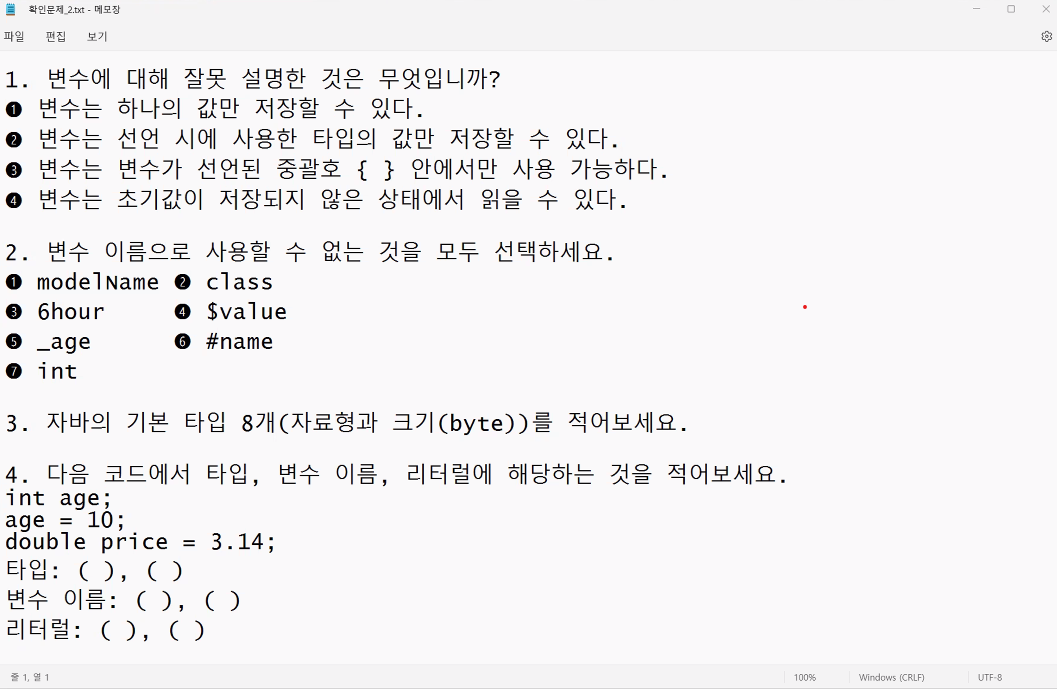 확인문제_2.txt - 메모장
파일 편집 보기
1. 변수에 대해 잘못 설명한 것은 무엇입니까?
❶ 변수는 하나의 값만 저장할 수 있다.
❷ 변수는 선언 시에 사용한 타입의 값만 저장할 수 있다.
❸ 변수는 변수가 선언된 중괄호 { } 안에서만 사용 가능하다.
❹ 변수는 초기값이 저장되지 않은 상태에서 읽을 수 있다.
2. 변수 이름으로 사용할 수 없는 것을 모두 선택하세요.
❶ modelName ❷ class
❸ 6hour ❹ $value
❺ _age ❻ #name
❼ int
3. 자바의 기본 타입 8개(자료형과 크기(byte))를 적어보세요.
4. 다음 코드에서 타입, 변수 이름, 리터럴에 해당하는 것을 적어보세요.
int age;
age = 10;
double price = 3.14;
타입: ( ), ( )
변수 이름: ( ), ( )
리터럴: ( ), ( )
줄 1, 열 1 100% Windows (CRLF) UTF-8